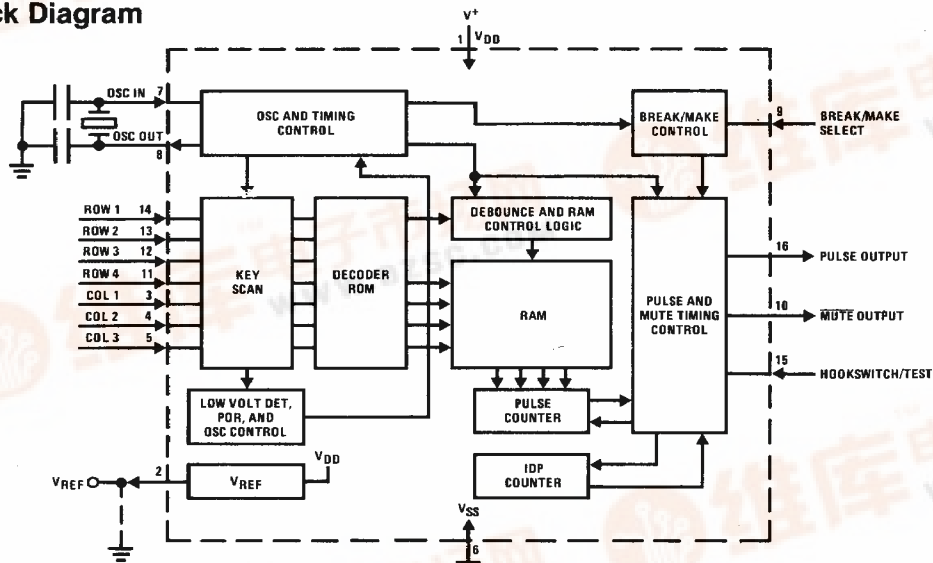 ck Diagram
V+
1 VDD
OSC IN 7
OSC OUT
8
OSC AND TIMING
CONTROL
BREAK/MAKE
CONTROL
9 BREAK/MAKE
SELECT
ROW 1 14
ROW 2 13
ROW 3 12
ROW 4 11
COL 1 3
COL 2 4
COL 3 5
KEY
SCAN
DECODER
ROM
DEBOUNCE AND RAM
CONTROL LOGIC
RAM
PULSE AND
MUTE TIMING
CONTROL
16 PULSE OUTPUT
10 MUTE OUTPUT
15
HOOKSWITCH/TEST
LOW VOLT DET,
POR, AND
OSC CONTROL
PULSE
COUNTER
IDP
COUNTER
VREF 2
VREF
VDD
VSS
6